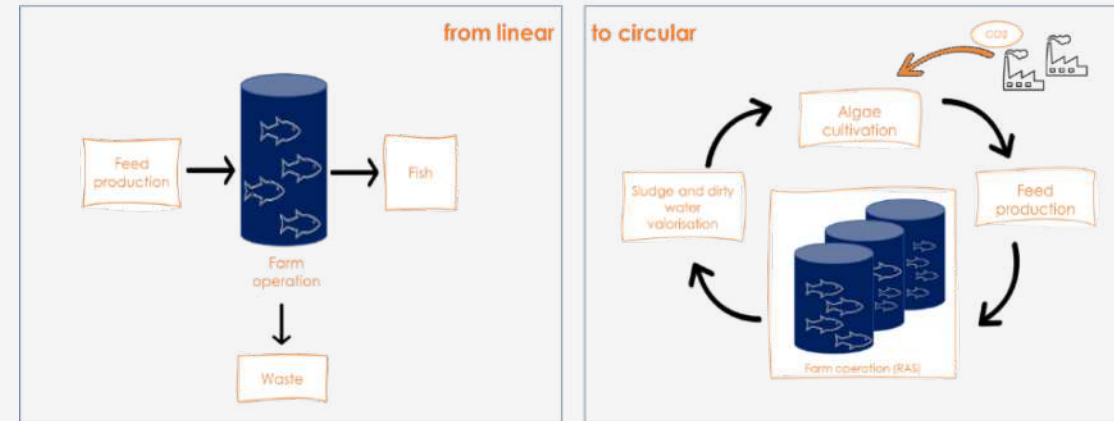 from linear
Feed
production
Fish
Farm
operation
Waste
to circular
CO2
Algae
cultivation
Feed
production
Sludge and dirty
water
valorisation
Farm operation (RAS)